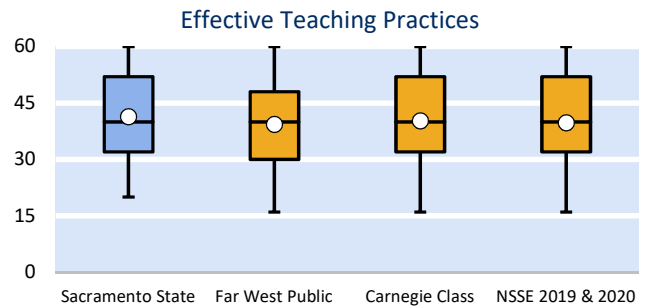 Effective Teaching Practices
60
45
30
15
0
Sacramento State Far West Public Carnegie Class NSSE 2019 & 2020